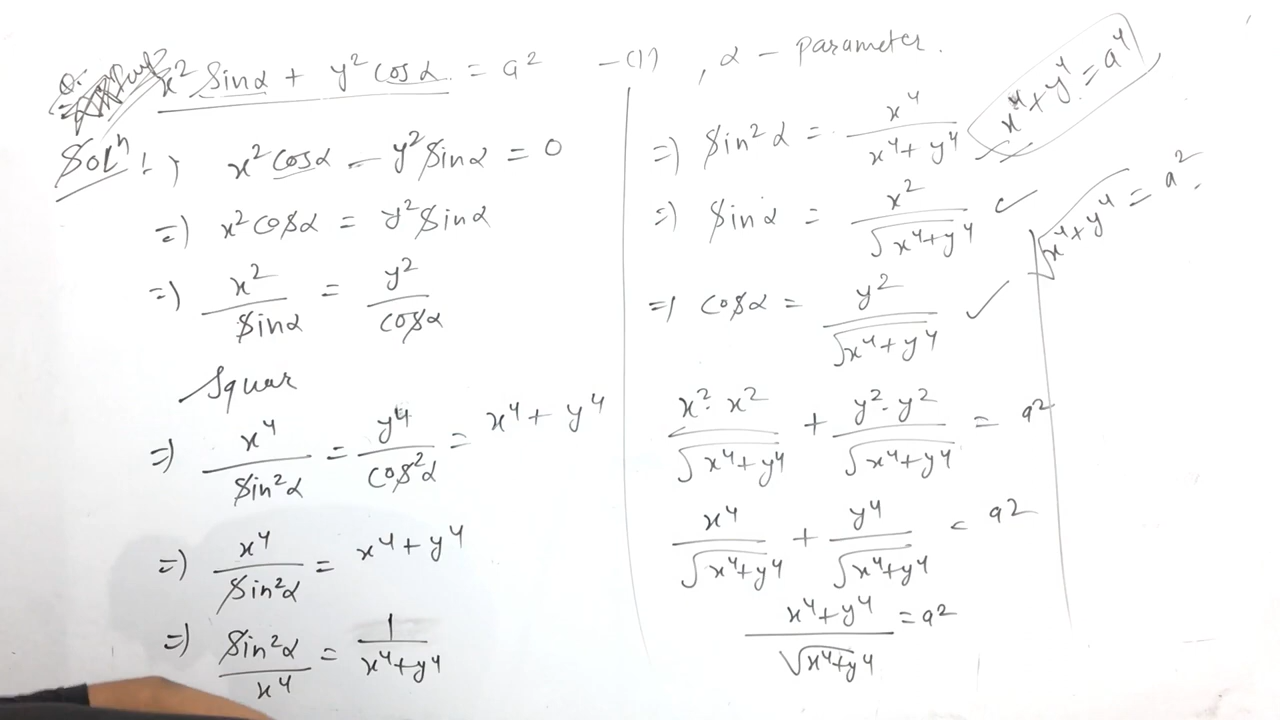 Q. x² sinα + y² cosα = a² — (1) , α - parameter.
Solⁿ! ⇒ x² cosα - y² sinα = 0
=) x² cosα = y² sinα
=) x²/sinα = y²/cosα
Squar
=) x⁴/sin²α = y⁴/cos²α = x⁴ + y⁴
=) x⁴/sin²α = x⁴ + y⁴
=) sin²α/x⁴ = 1/(x⁴+y⁴)
=) sin²α = x⁴/(x⁴+y⁴)
=) sinα = x²/√(x⁴+y⁴) ✓
=) cosα = y²/√(x⁴+y⁴) ✓
x²·x²/√(x⁴+y⁴) + y²·y²/√(x⁴+y⁴) = a²
x⁴/√(x⁴+y⁴) + y⁴/√(x⁴+y⁴) = a²
(x⁴+y⁴)/√(x⁴+y⁴) = a²
√(x⁴+y⁴) = a².
x⁴+y⁴ = a⁴